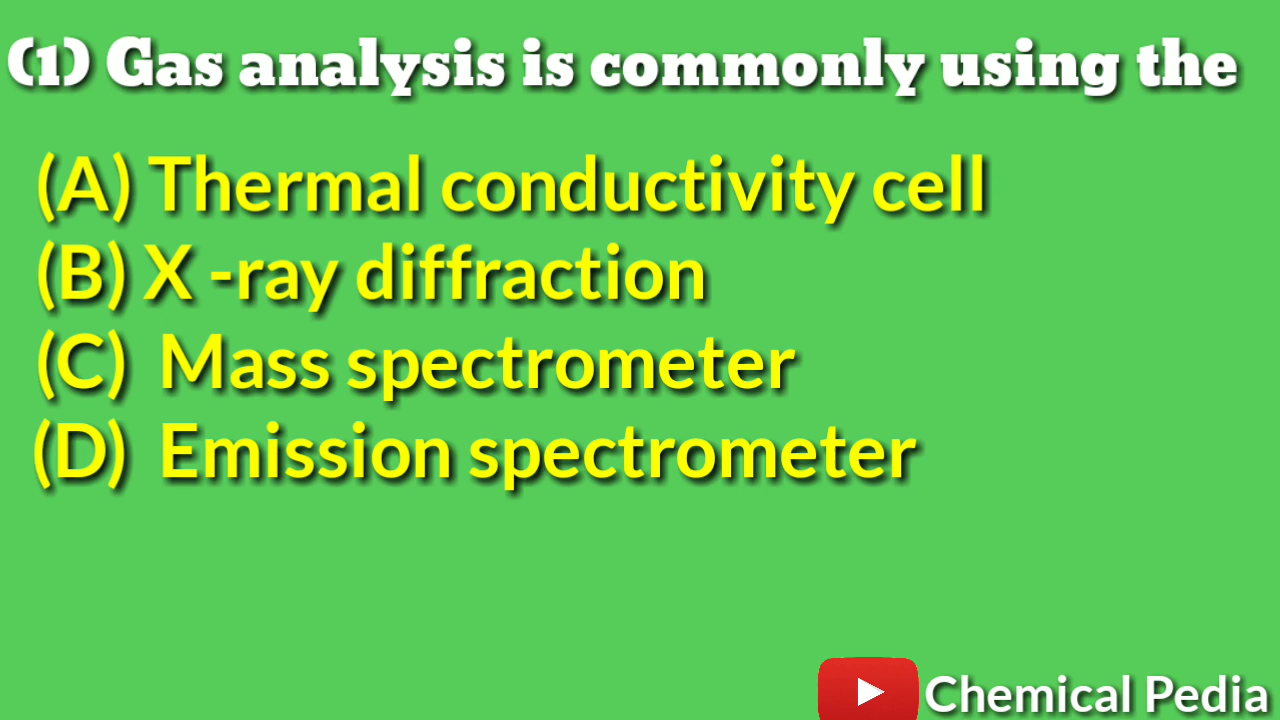 (1) Gas analysis is commonly using the
(A) Thermal conductivity cell
(B) X -ray diffraction
(C) Mass spectrometer
(D) Emission spectrometer
Chemical Pedia